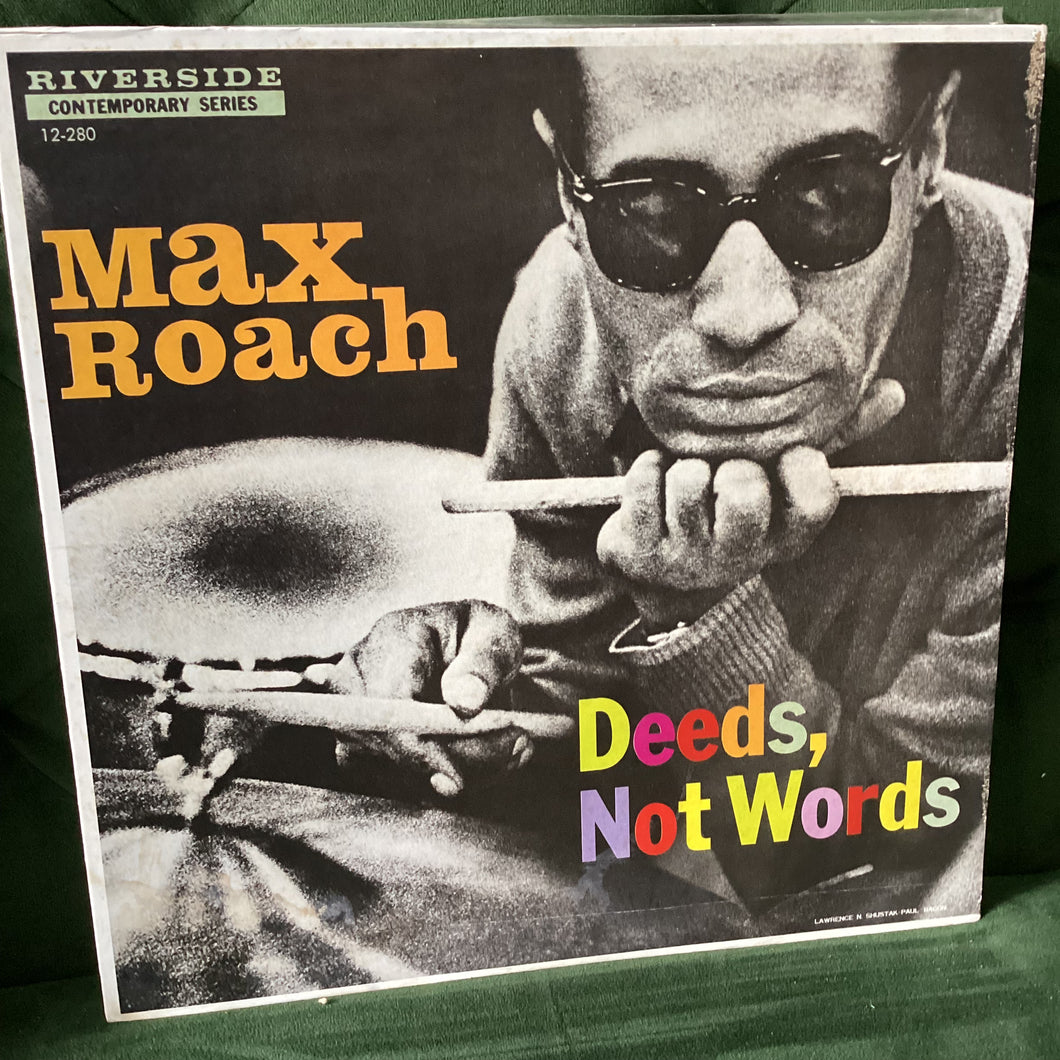 RIVERSIDE
CONTEMPORARY SERIES
12-280
Max
Roach
Deeds,
Not Words
LAWRENCE N. SHUSTAK-PAUL BACON